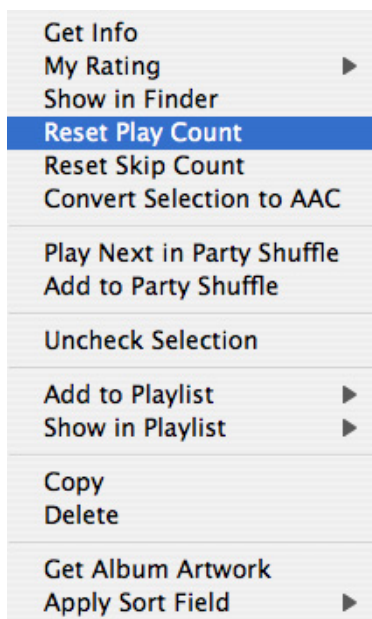 Get Info
My Rating
Show in Finder
Reset Play Count
Reset Skip Count
Convert Selection to AAC
Play Next in Party Shuffle
Add to Party Shuffle
Uncheck Selection
Add to Playlist
Show in Playlist
Copy
Delete
Get Album Artwork
Apply Sort Field